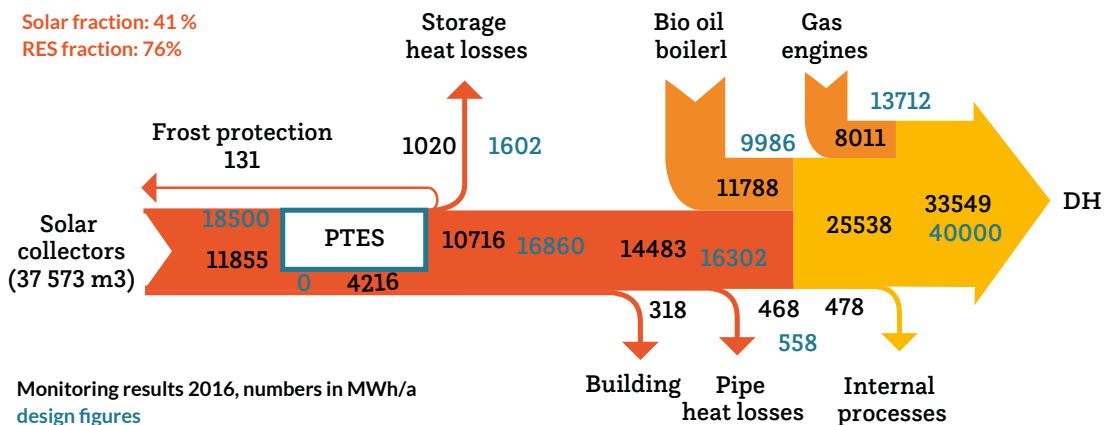 Solar fraction: 41 %
RES fraction: 76%
Storage
heat losses
Bio oil
boilerl
Gas
engines
13712
Frost protection
131
1020
1602
9986
8011
11788
Solar
collectors
(37 573 m3)
18500
11855
PTES
0
4216
10716
16860
14483
16302
25538
33549
40000
DH
318
468
558
478
Building
Pipe
heat losses
Internal
processes
Monitoring results 2016, numbers in MWh/a
design figures